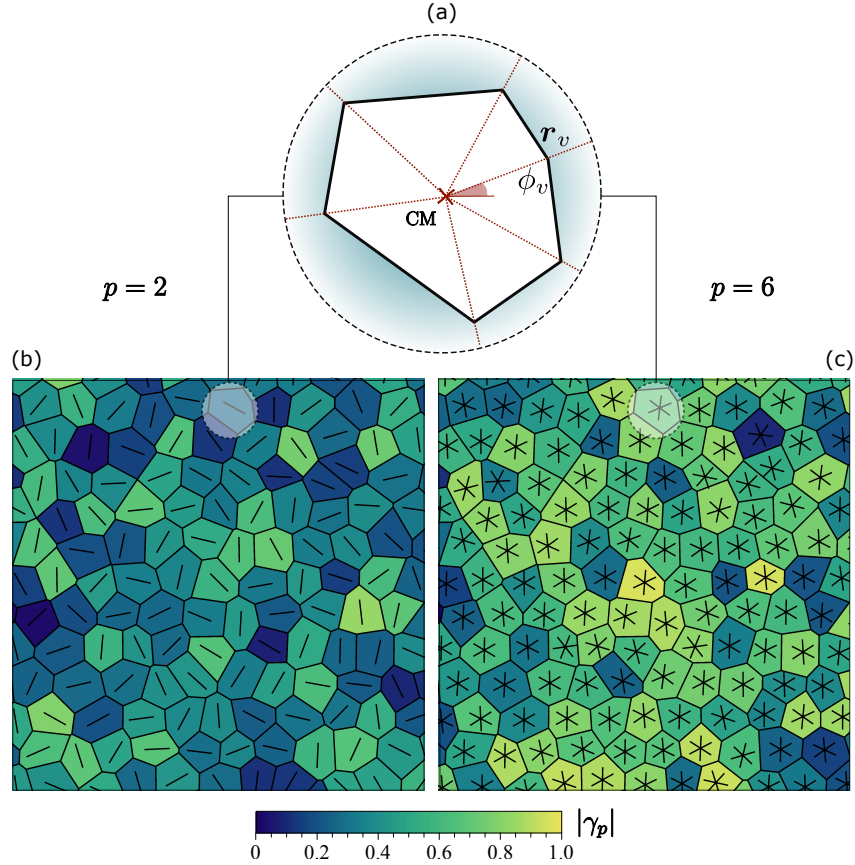 (a)
r_v
ϕ_v
CM
p = 2
p = 6
(b)
(c)
|γ_p|
0 0.2 0.4 0.6 0.8 1.0